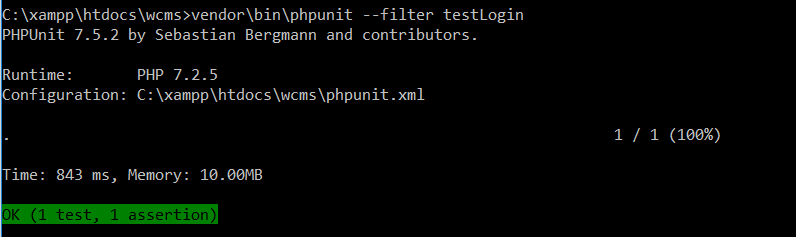 C:\xampp\htdocs\wcms>vendor\bin\phpunit --filter testLogin
PHPUnit 7.5.2 by Sebastian Bergmann and contributors.
Runtime:       PHP 7.2.5
Configuration: C:\xampp\htdocs\wcms\phpunit.xml
.                                                                   1 / 1 (100%)
Time: 843 ms, Memory: 10.00MB
OK (1 test, 1 assertion)